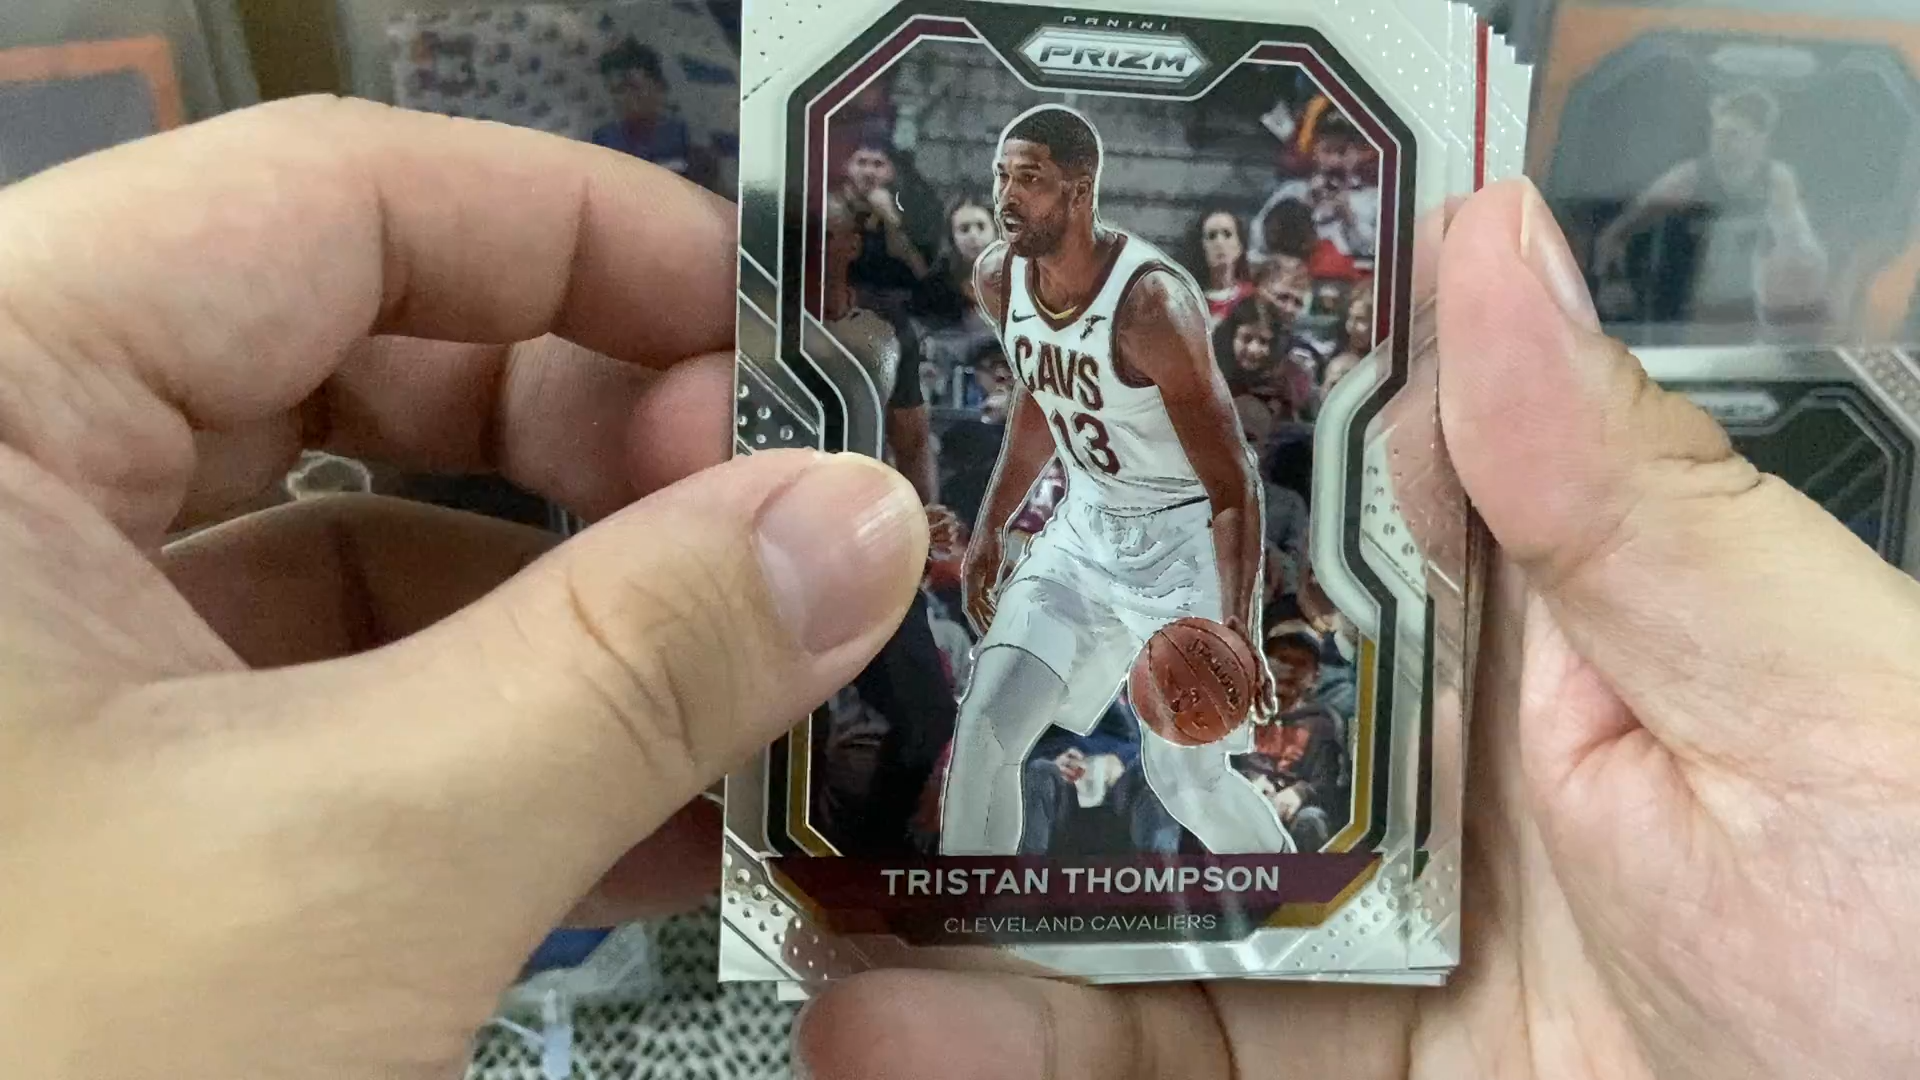 PANINI
PRIZM
CAVS
13
TRISTAN THOMPSON
CLEVELAND CAVALIERS